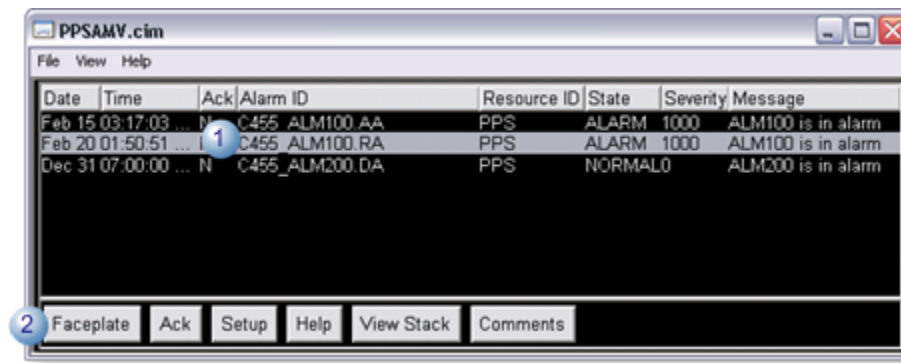 PPSAMV.cim
File View Help
Date Time Ack Alarm ID Resource ID State Severity Message
Feb 15 03:17:03 ... N C455_ALM100.AA PPS ALARM 1000 ALM100 is in alarm
Feb 20 01:50:51 ... 1 C455_ALM100.RA PPS ALARM 1000 ALM100 is in alarm
Dec 31 07:00:00 ... N C455_ALM200.DA PPS NORMAL 0 ALM200 is in alarm
2 Faceplate Ack Setup Help View Stack Comments